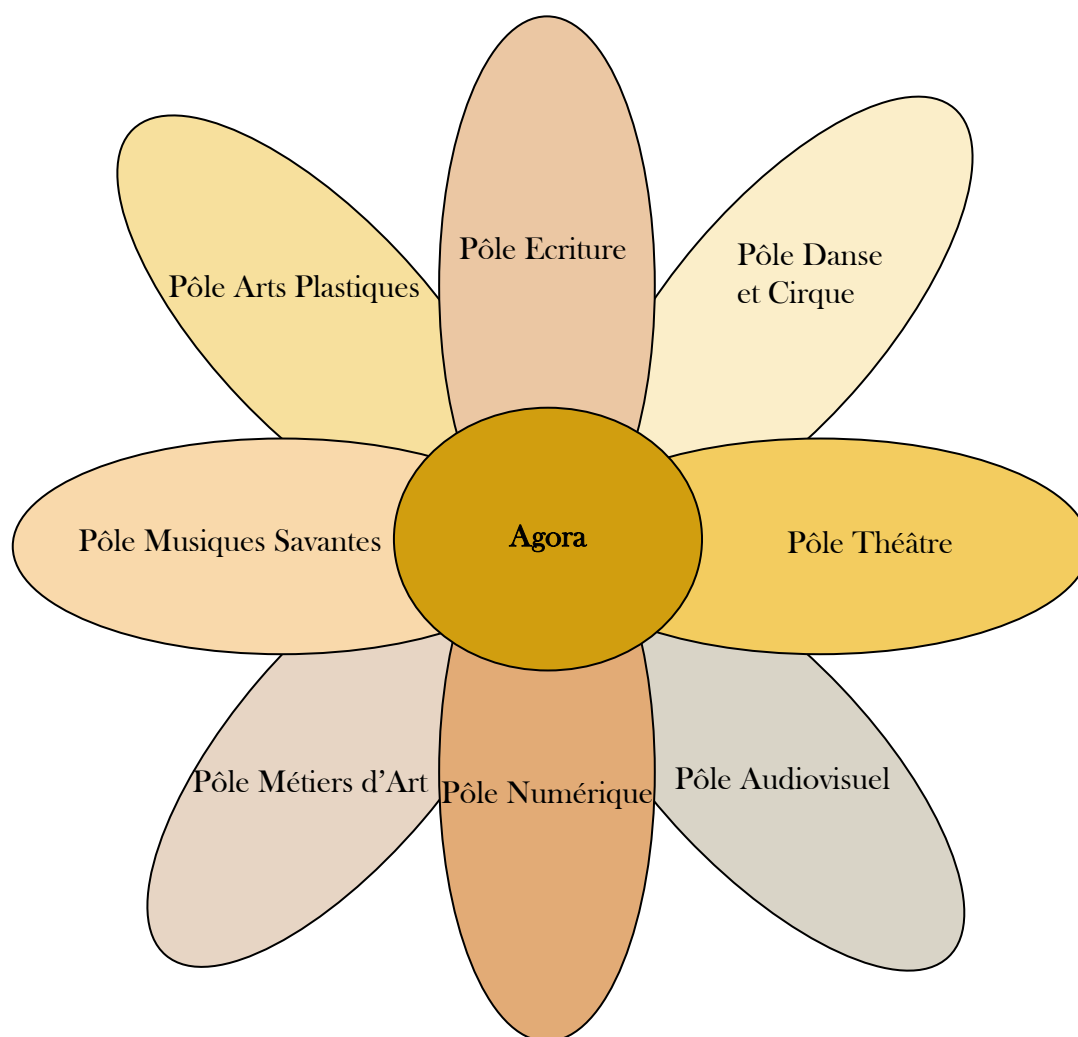 Pôle Ecriture
Pôle Danse
et Cirque
Pôle Arts Plastiques
Pôle Musiques Savantes
Agora
Pôle Théâtre
Pôle Métiers d’Art
Pôle Numérique
Pôle Audiovisuel